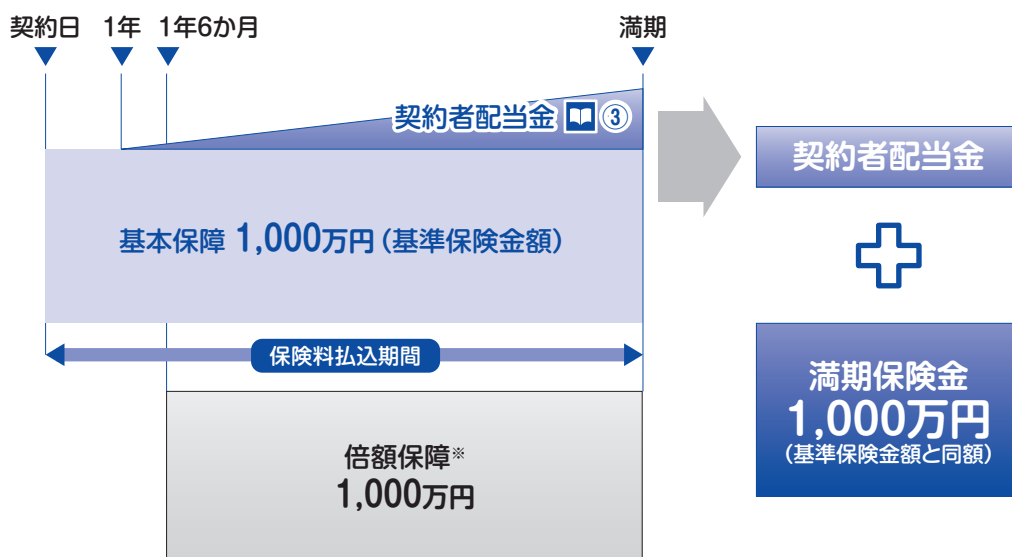 契約日 1年 1年6か月 満期
契約者配当金 ③
契約者配当金
基本保障 1,000万円(基準保険金額)
保険料払込期間
満期保険金
1,000万円
(基準保険金額と同額)
倍額保障※
1,000万円